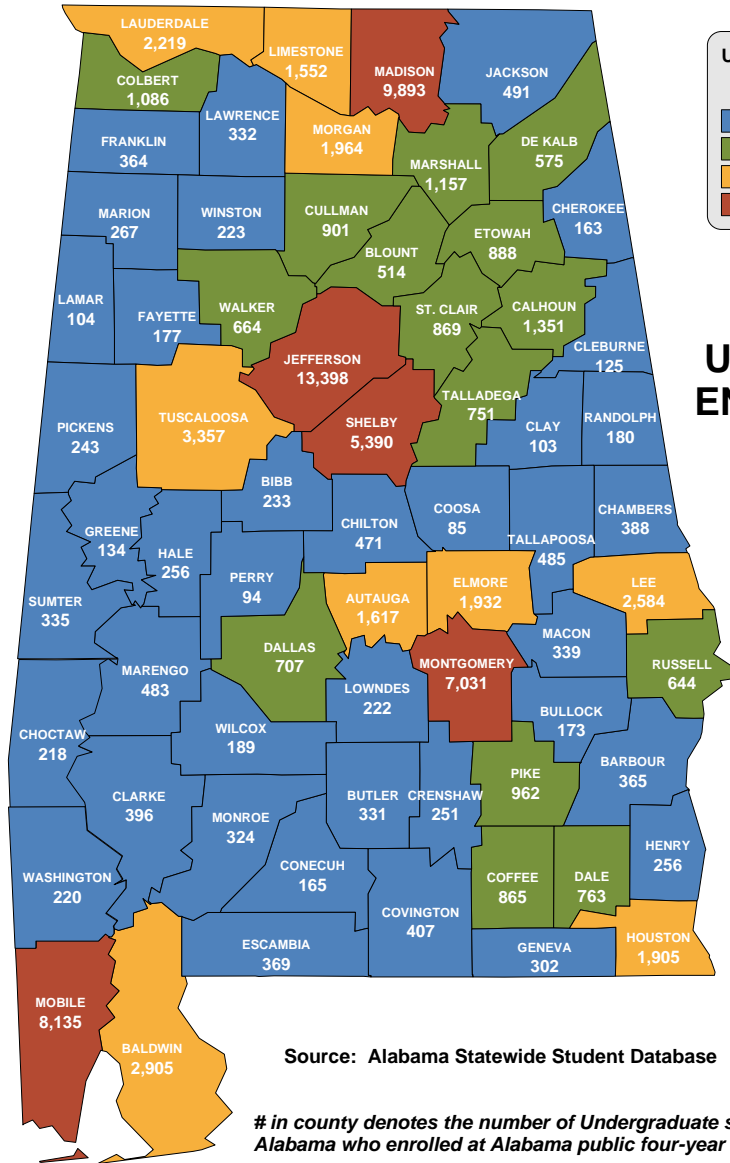 LAUDERDALE
2,219
LIMESTONE
1,552
MADISON
9,893
JACKSON
491
COLBERT
1,086
LAWRENCE
332
MORGAN
1,964
FRANKLIN
364
MARSHALL
1,157
DE KALB
575
MARION
267
WINSTON
223
CULLMAN
901
BLOUNT
514
ETOWAH
888
CHEROKEE
163
LAMAR
104
FAYETTE
177
WALKER
664
ST. CLAIR
869
CALHOUN
1,351
CLEBURNE
125
JEFFERSON
13,398
TUSCALOOSA
3,357
SHELBY
5,390
TALLADEGA
751
CLAY
103
RANDOLPH
180
PICKENS
243
BIBB
233
CHILTON
471
COOSA
85
TALLAPOOSA
485
CHAMBERS
388
GREENE
134
HALE
256
PERRY
94
AUTAUGA
1,617
ELMORE
1,932
LEE
2,584
SUMTER
335
DALLAS
707
MACON
339
RUSSELL
644
MARENGO
483
LOWNDES
222
MONTGOMERY
7,031
BULLOCK
173
CHOCTAW
218
WILCOX
189
PIKE
962
BARBOUR
365
CLARKE
396
MONROE
324
BUTLER
331
CRENSHAW
251
HENRY
256
WASHINGTON
220
CONECUH
165
COVINGTON
407
COFFEE
865
DALE
763
ESCAMBIA
369
GENEVA
302
HOUSTON
1,905
MOBILE
8,135
BALDWIN
2,905
U
U
EN
Source: Alabama Statewide Student Database
# in county denotes the number of Undergraduate s
Alabama who enrolled at Alabama public four-year